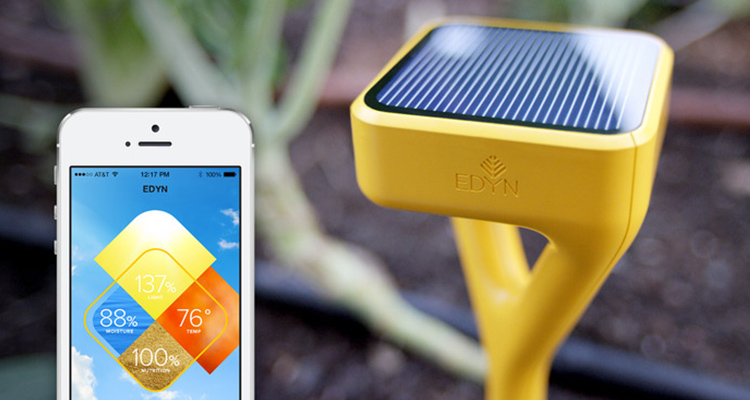 AT&T 12:17 PM 100%
EDYN
137%
LIGHT
88%
MOISTURE
76°
TEMP
100%
NUTRITION
EDYN